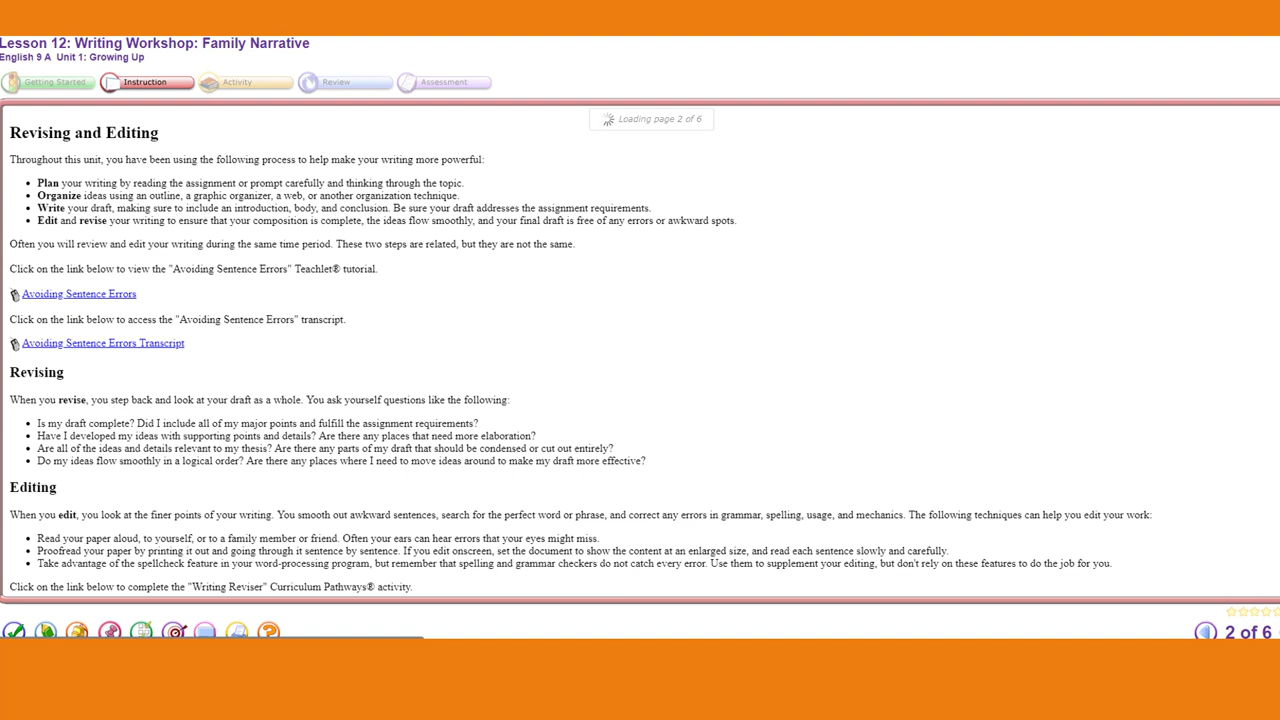 Lesson 12: Writing Workshop: Family Narrative
English 9 A Unit 1: Growing Up
Getting Started
Instruction
Activity
Review
Assessment
Loading page 2 of 6
Revising and Editing
Throughout this unit, you have been using the following process to help make your writing more powerful:
• Plan your writing by reading the assignment or prompt carefully and thinking through the topic.
• Organize ideas using an outline, a graphic organizer, a web, or another organization technique.
• Write your draft, making sure to include an introduction, body, and conclusion. Be sure your draft addresses the assignment requirements.
• Edit and revise your writing to ensure that your composition is complete, the ideas flow smoothly, and your final draft is free of any errors or awkward spots.
Often you will review and edit your writing during the same time period. These two steps are related, but they are not the same.
Click on the link below to view the "Avoiding Sentence Errors" Teachlet® tutorial.
Avoiding Sentence Errors
Click on the link below to access the "Avoiding Sentence Errors" transcript.
Avoiding Sentence Errors Transcript
Revising
When you revise, you step back and look at your draft as a whole. You ask yourself questions like the following:
• Is my draft complete? Did I include all of my major points and fulfill the assignment requirements?
• Have I developed my ideas with supporting points and details? Are there any places that need more elaboration?
• Are all of the ideas and details relevant to my thesis? Are there any parts of my draft that should be condensed or cut out entirely?
• Do my ideas flow smoothly in a logical order? Are there any places where I need to move ideas around to make my draft more effective?
Editing
When you edit, you look at the finer points of your writing. You smooth out awkward sentences, search for the perfect word or phrase, and correct any errors in grammar, spelling, usage, and mechanics. The following techniques can help you edit your work:
• Read your paper aloud, to yourself, or to a family member or friend. Often your ears can hear errors that your eyes might miss.
• Proofread your paper by printing it out and going through it sentence by sentence. If you edit onscreen, set the document to show the content at an enlarged size, and read each sentence slowly and carefully.
• Take advantage of the spellcheck feature in your word-processing program, but remember that spelling and grammar checkers do not catch every error. Use them to supplement your editing, but don't rely on these features to do the job for you.
Click on the link below to complete the "Writing Reviser" Curriculum Pathways® activity.
2 of 6